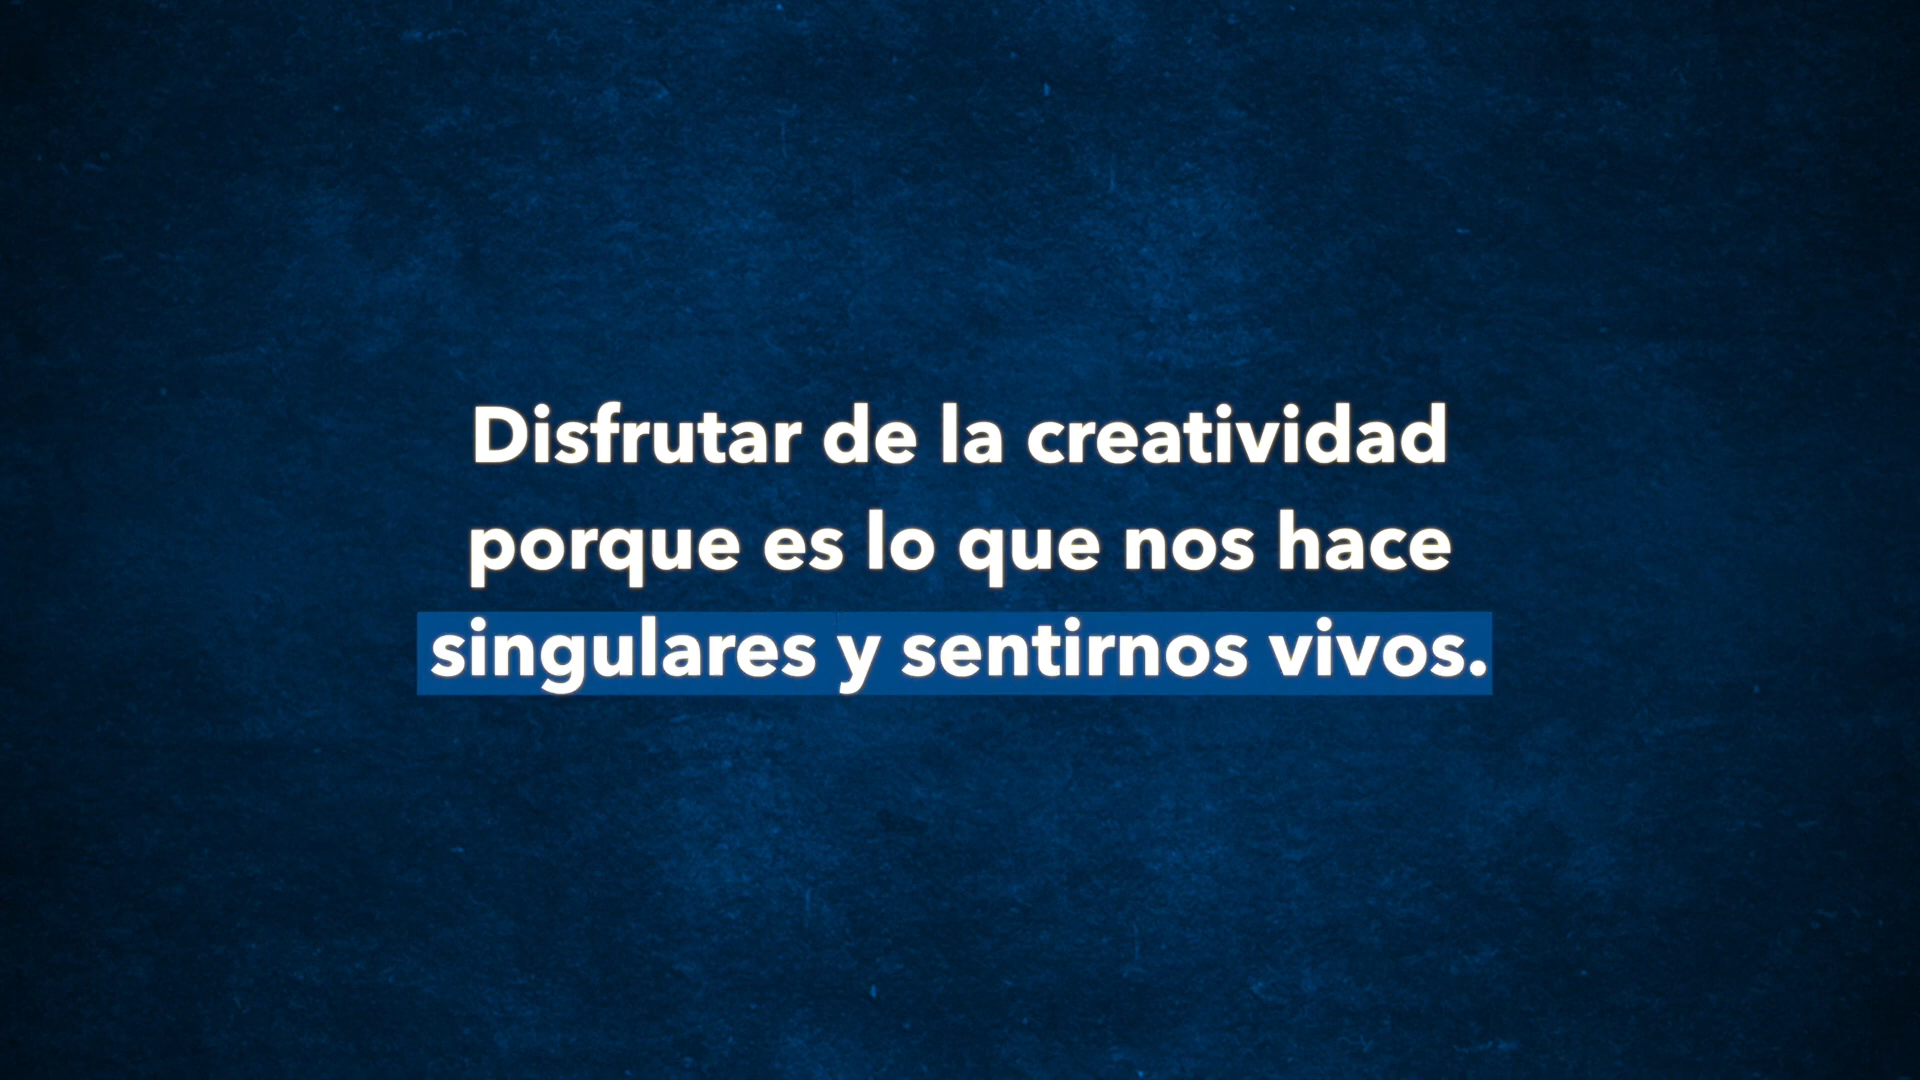 Disfrutar de la creatividad
porque es lo que nos hace
singulares y sentirnos vivos.